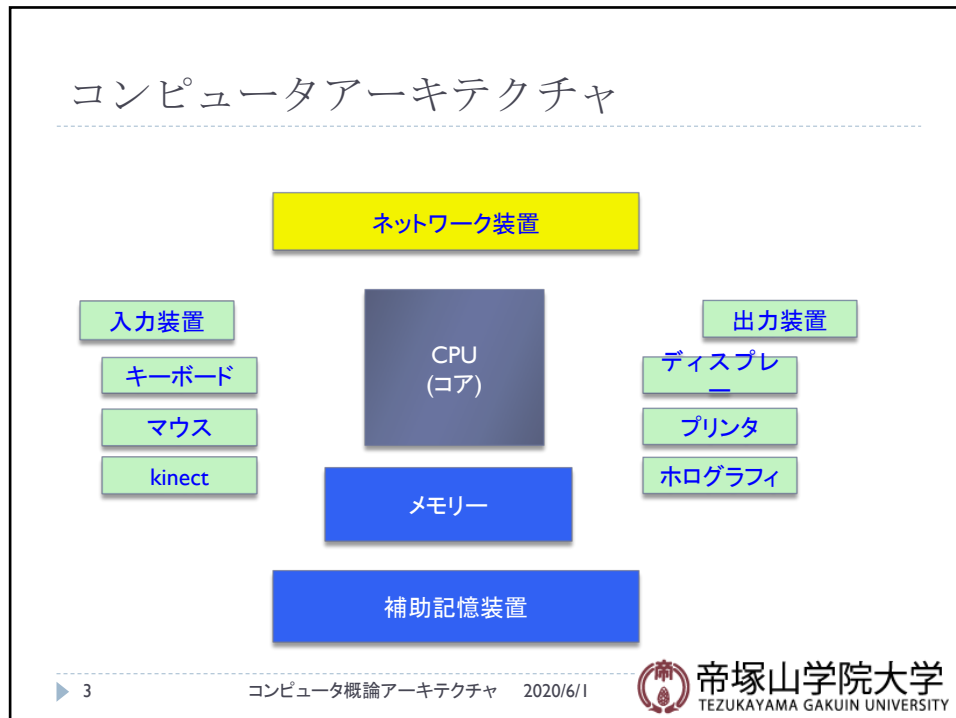 コンピュータアーキテクチャ
ネットワーク装置
入力装置
キーボード
マウス
kinect
CPU
(コア)
メモリー
補助記憶装置
出力装置
ディスプレ
ー
プリンタ
ホログラフィ
3 コンピュータ概論アーキテクチャ 2020/6/1
帝
帝塚山学院大学
TEZUKAYAMA GAKUIN UNIVERSITY